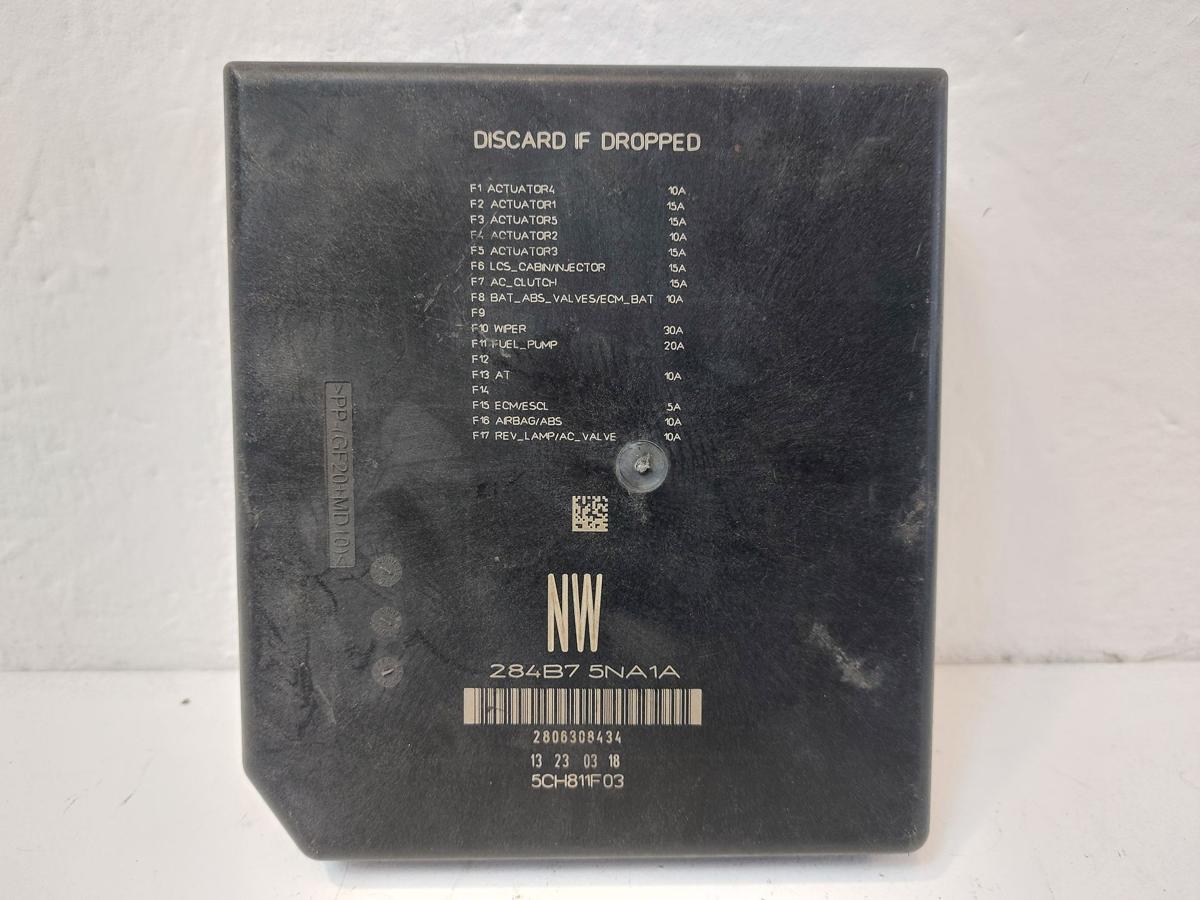 DISCARD IF DROPPED
F1 ACTUATOR4 10A
F2 ACTUATOR1 15A
F3 ACTUATOR5 15A
F4 ACTUATOR2 10A
F5 ACTUATOR3 15A
F6 LCS_CABIN/INJECTOR 15A
F7 AC_CLUTCH 15A
F8 BAT_ABS_VALVES/ECM_BAT 10A
F9
F10 WIPER 30A
F11 FUEL_PUMP 20A
F12
F13 AT 10A
F14
F15 ECM/ESCL 5A
F16 AIRBAG/ABS 10A
F17 REV_LAMP/AC_VALVE 10A
>PP-(GF20+MD10)<
NW
284B7 5NA1A
2806308434
13 23 03 18
5CH811F03